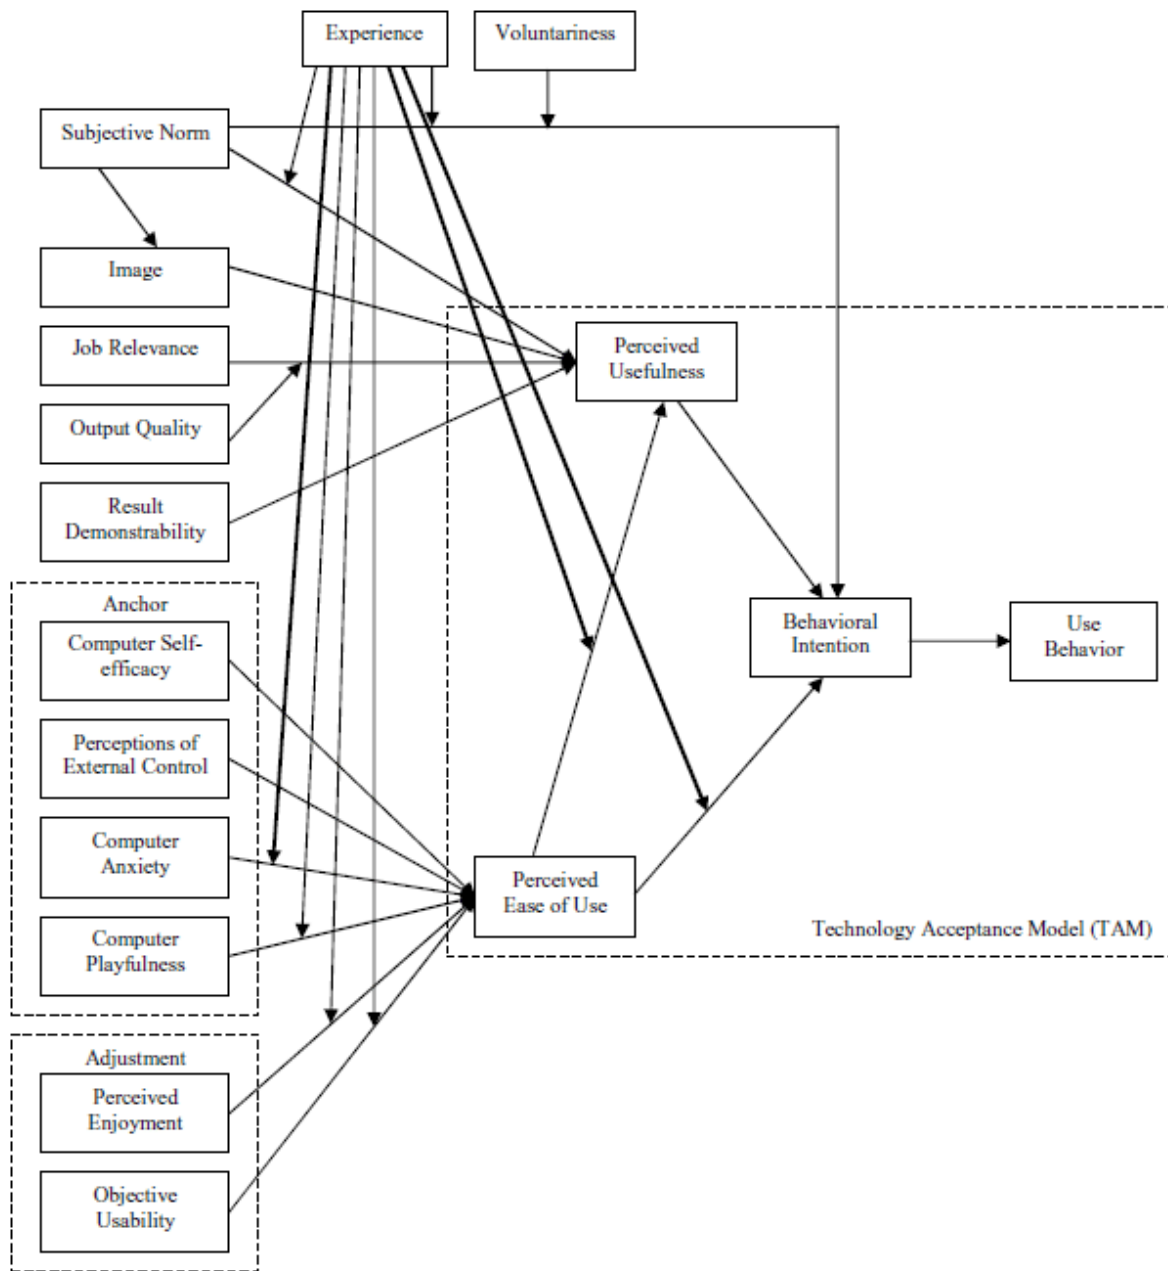 Experience
Voluntariness
Subjective Norm
Image
Job Relevance
Output Quality
Result
Demonstrability
Perceived
Usefulness
Anchor
Computer Self-
efficacy
Perceptions of
External Control
Computer
Anxiety
Computer
Playfulness
Behavioral
Intention
Use
Behavior
Perceived
Ease of Use
Technology Acceptance Model (TAM)
Adjustment
Perceived
Enjoyment
Objective
Usability